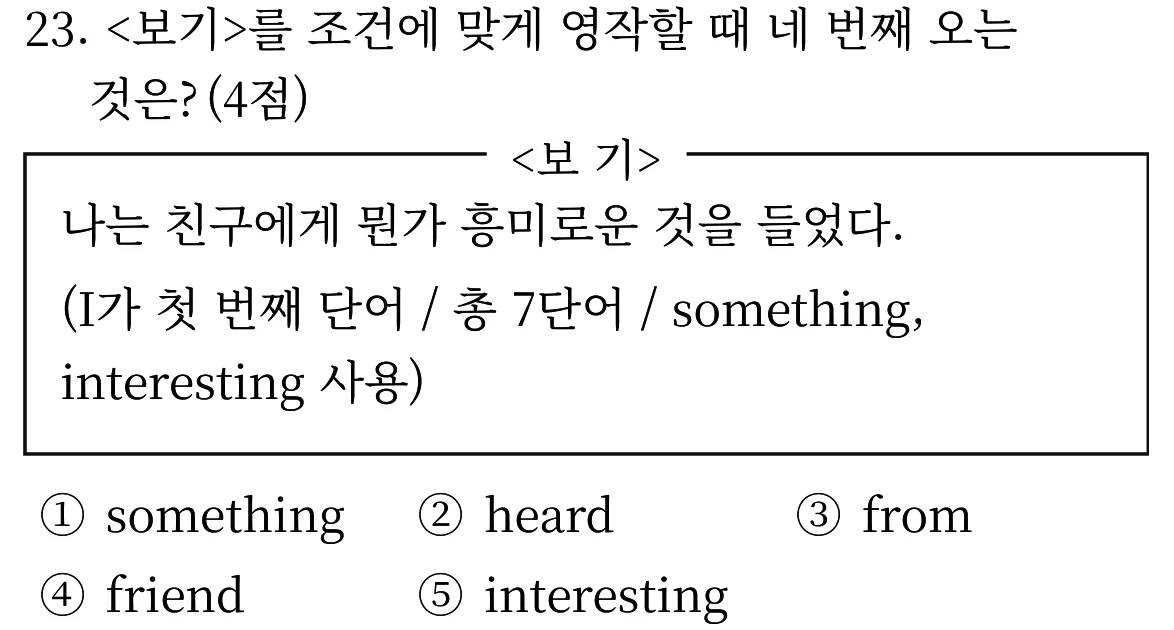 23. <보기>를 조건에 맞게 영작할 때 네 번째 오는
것은? (4점)
<보 기>
나는 친구에게 뭔가 흥미로운 것을 들었다.
(I가 첫 번째 단어 / 총 7단어 / something,
interesting 사용)
① something ② heard ③ from
④ friend ⑤ interesting